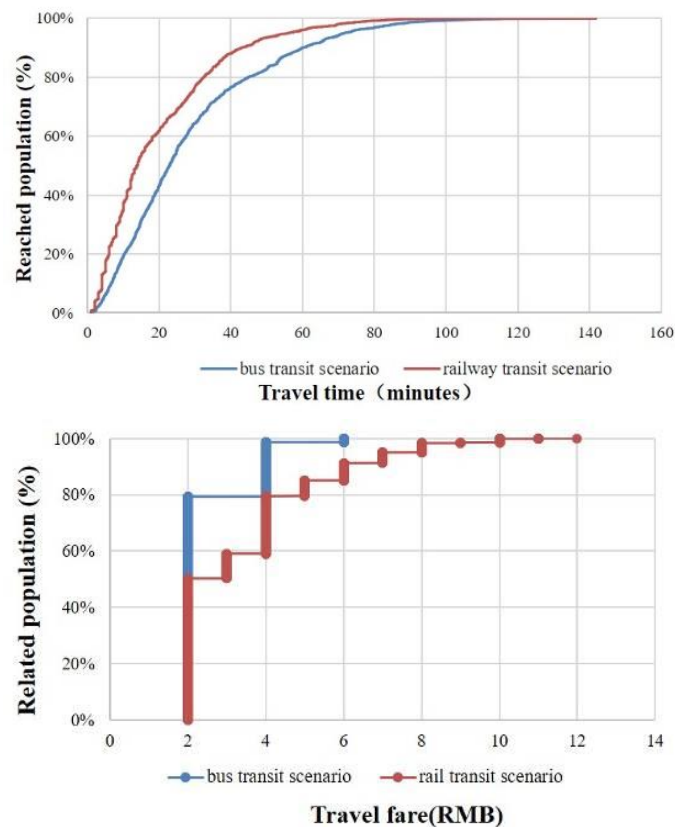 Reached population (%)
100%
80%
60%
40%
20%
0%
0 20 40 60 80 100 120 140 160
bus transit scenario railway transit scenario
Travel time（minutes）
Related population (%)
100%
80%
60%
40%
20%
0%
0 2 4 6 8 10 12 14
bus transit scenario rail transit scenario
Travel fare(RMB)